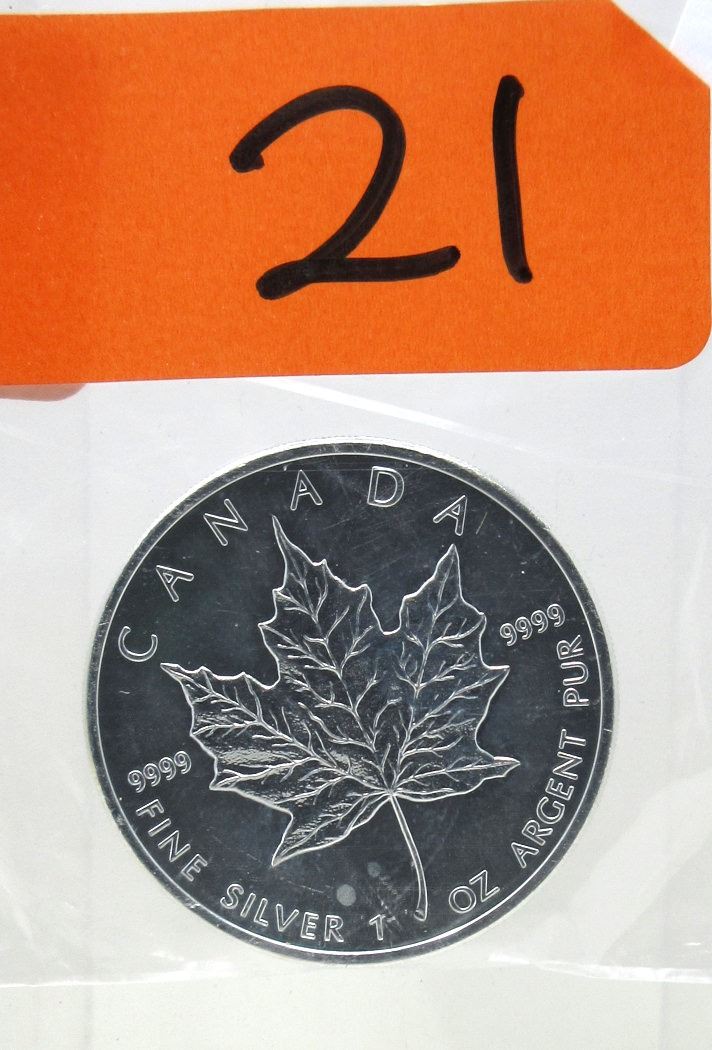 21
CANADA
9999
9999
FINE SILVER 1 OZ ARGENT PUR